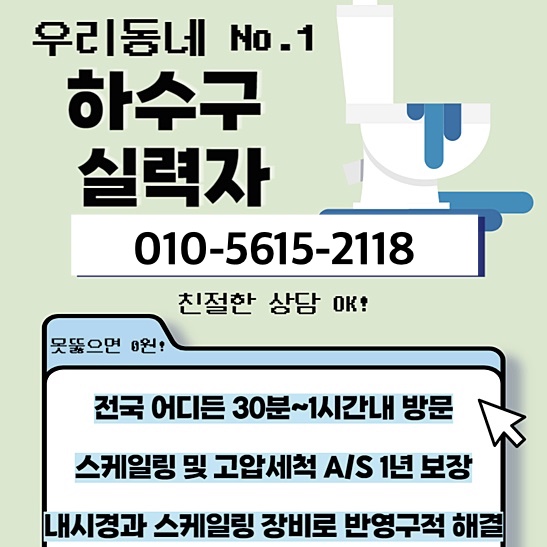 우리동네 No.1
하수구
실력자
010-5615-2118
친절한 상담 OK!
못뚫으면 0원!
전국 어디든 30분~1시간내 방문
스케일링 및 고압세척 A/S 1년 보장
내시경과 스케일링 장비로 반영구적 해결